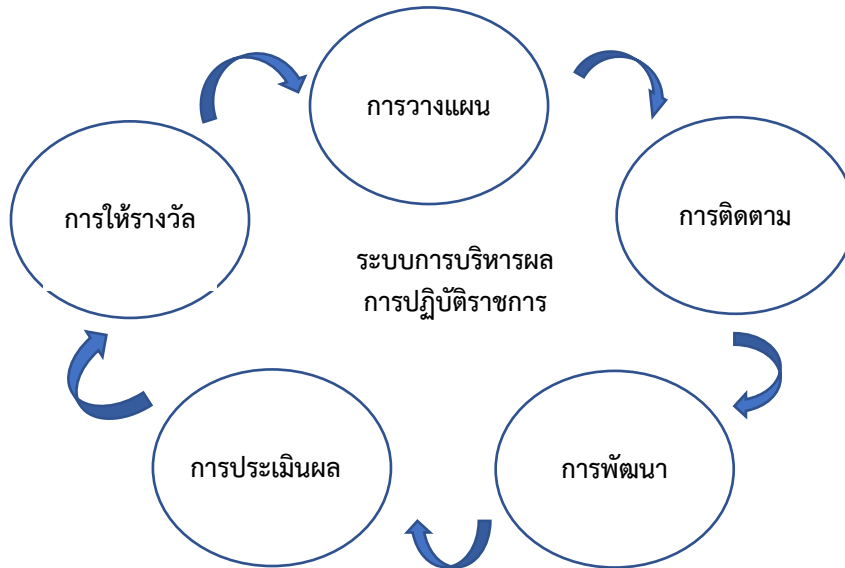 การวางแผน
การติดตาม
การพัฒนา
การประเมินผล
การให้รางวัล
ระบบการบริหารผล
การปฏิบัติราชการ